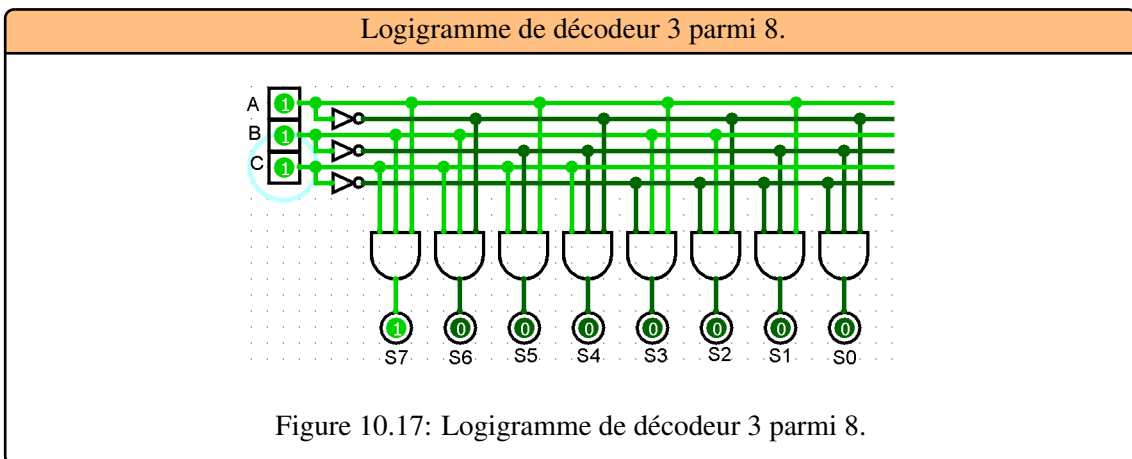 Logigramme de décodeur 3 parmi 8.
A 1
B 1
C 1
1 0 0 0 0 0 0 0
S7 S6 S5 S4 S3 S2 S1 S0
Figure 10.17: Logigramme de décodeur 3 parmi 8.